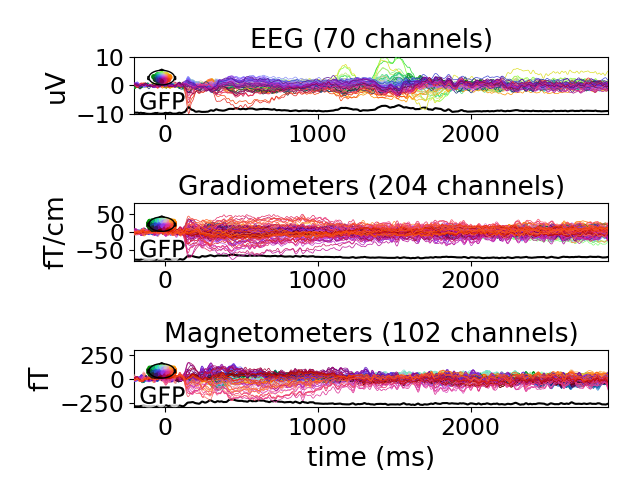 EEG (70 channels)
10
0
−10
uV
GFP
0 1000 2000
Gradiometers (204 channels)
50
0
−50
fT/cm
GFP
0 1000 2000
Magnetometers (102 channels)
250
0
−250
fT
GFP
0 1000 2000
time (ms)